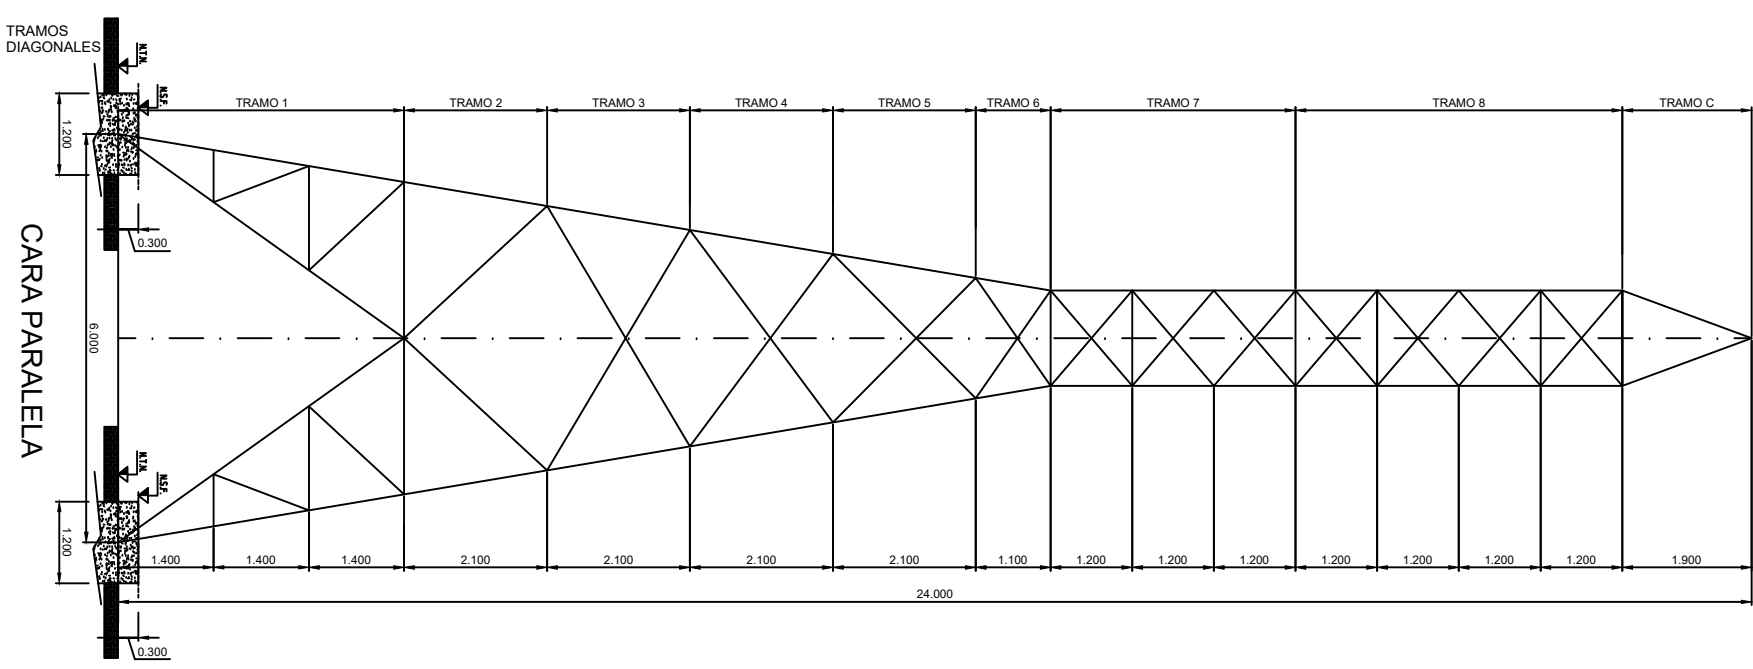 TRAMOS
DIAGONALES
N.T.N.
N.S.F.
TRAMO 1
TRAMO 2
TRAMO 3
TRAMO 4
TRAMO 5
TRAMO 6
TRAMO 7
TRAMO 8
TRAMO C
1.200
0.300
CARA PARALELA
6.000
N.T.N.
N.S.F.
1.200
1.400
1.400
1.400
2.100
2.100
2.100
2.100
1.100
1.200
1.200
1.200
1.200
1.200
1.200
1.200
1.900
24.000
0.300